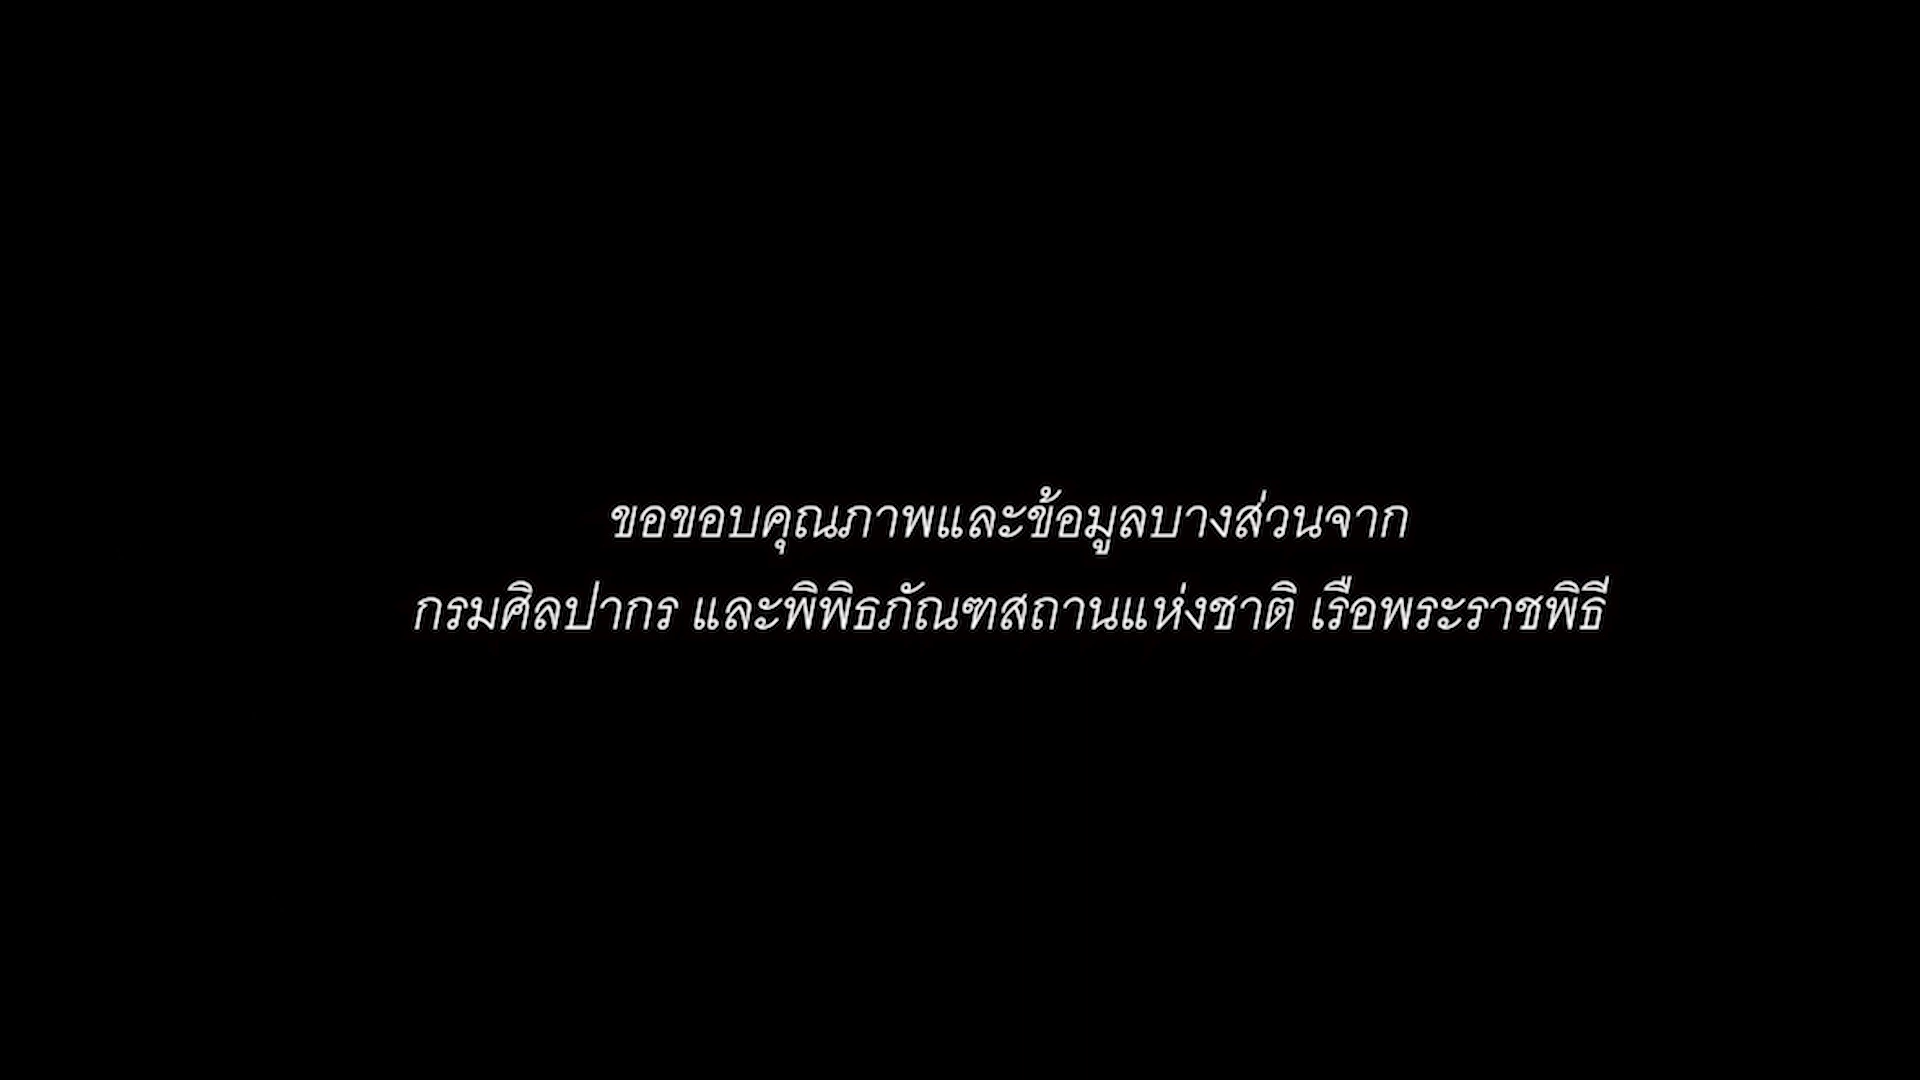 ขอขอบคุณภาพและข้อมูลบางส่วนจาก
กรมศิลปากร และพิพิธภัณฑสถานแห่งชาติ เรือพระราชพิธี